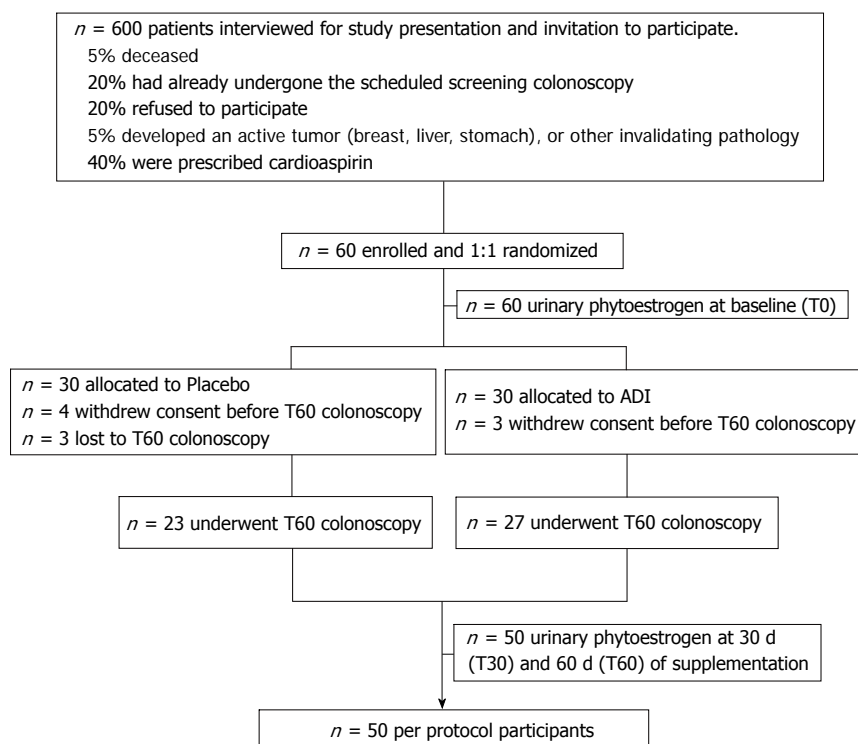 n = 600 patients interviewed for study presentation and invitation to participate.
5% deceased
20% had already undergone the scheduled screening colonoscopy
20% refused to participate
5% developed an active tumor (breast, liver, stomach), or other invalidating pathology
40% were prescribed cardioaspirin
n = 60 enrolled and 1:1 randomized
n = 60 urinary phytoestrogen at baseline (T0)
n = 30 allocated to Placebo
n = 4 withdrew consent before T60 colonoscopy
n = 3 lost to T60 colonoscopy
n = 30 allocated to ADI
n = 3 withdrew consent before T60 colonoscopy
n = 23 underwent T60 colonoscopy
n = 27 underwent T60 colonoscopy
n = 50 urinary phytoestrogen at 30 d
(T30) and 60 d (T60) of supplementation
n = 50 per protocol participants